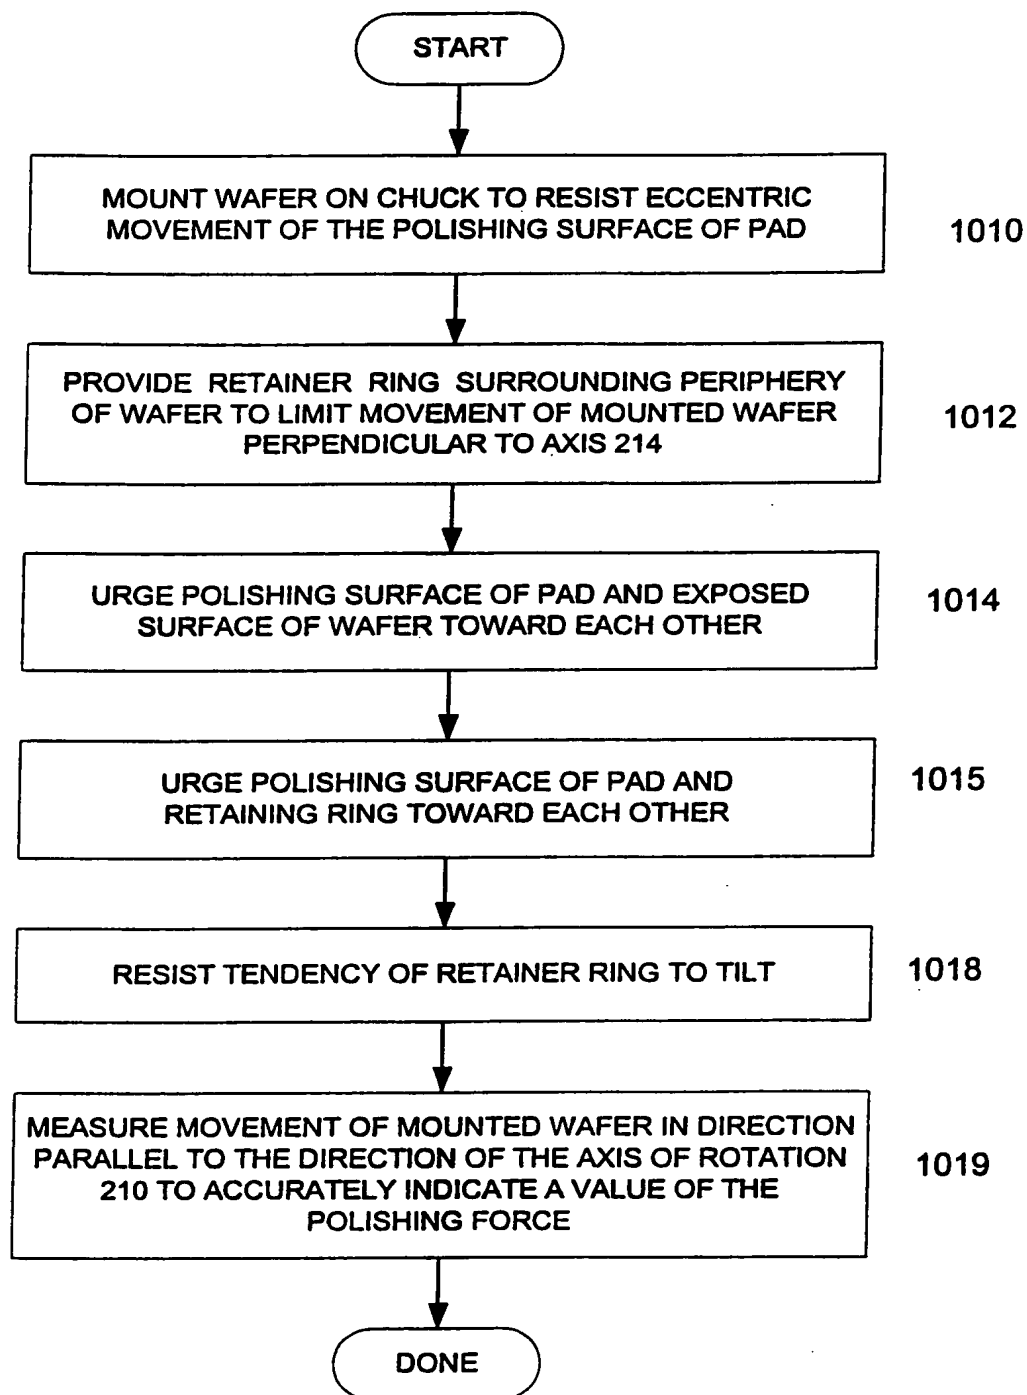 START
MOUNT WAFER ON CHUCK TO RESIST ECCENTRIC
MOVEMENT OF THE POLISHING SURFACE OF PAD
1010
PROVIDE RETAINER RING SURROUNDING PERIPHERY
OF WAFER TO LIMIT MOVEMENT OF MOUNTED WAFER
PERPENDICULAR TO AXIS 214
1012
URGE POLISHING SURFACE OF PAD AND EXPOSED
SURFACE OF WAFER TOWARD EACH OTHER
1014
URGE POLISHING SURFACE OF PAD AND
RETAINING RING TOWARD EACH OTHER
1015
RESIST TENDENCY OF RETAINER RING TO TILT
1018
MEASURE MOVEMENT OF MOUNTED WAFER IN DIRECTION
PARALLEL TO THE DIRECTION OF THE AXIS OF ROTATION
210 TO ACCURATELY INDICATE A VALUE OF THE
POLISHING FORCE
1019
DONE